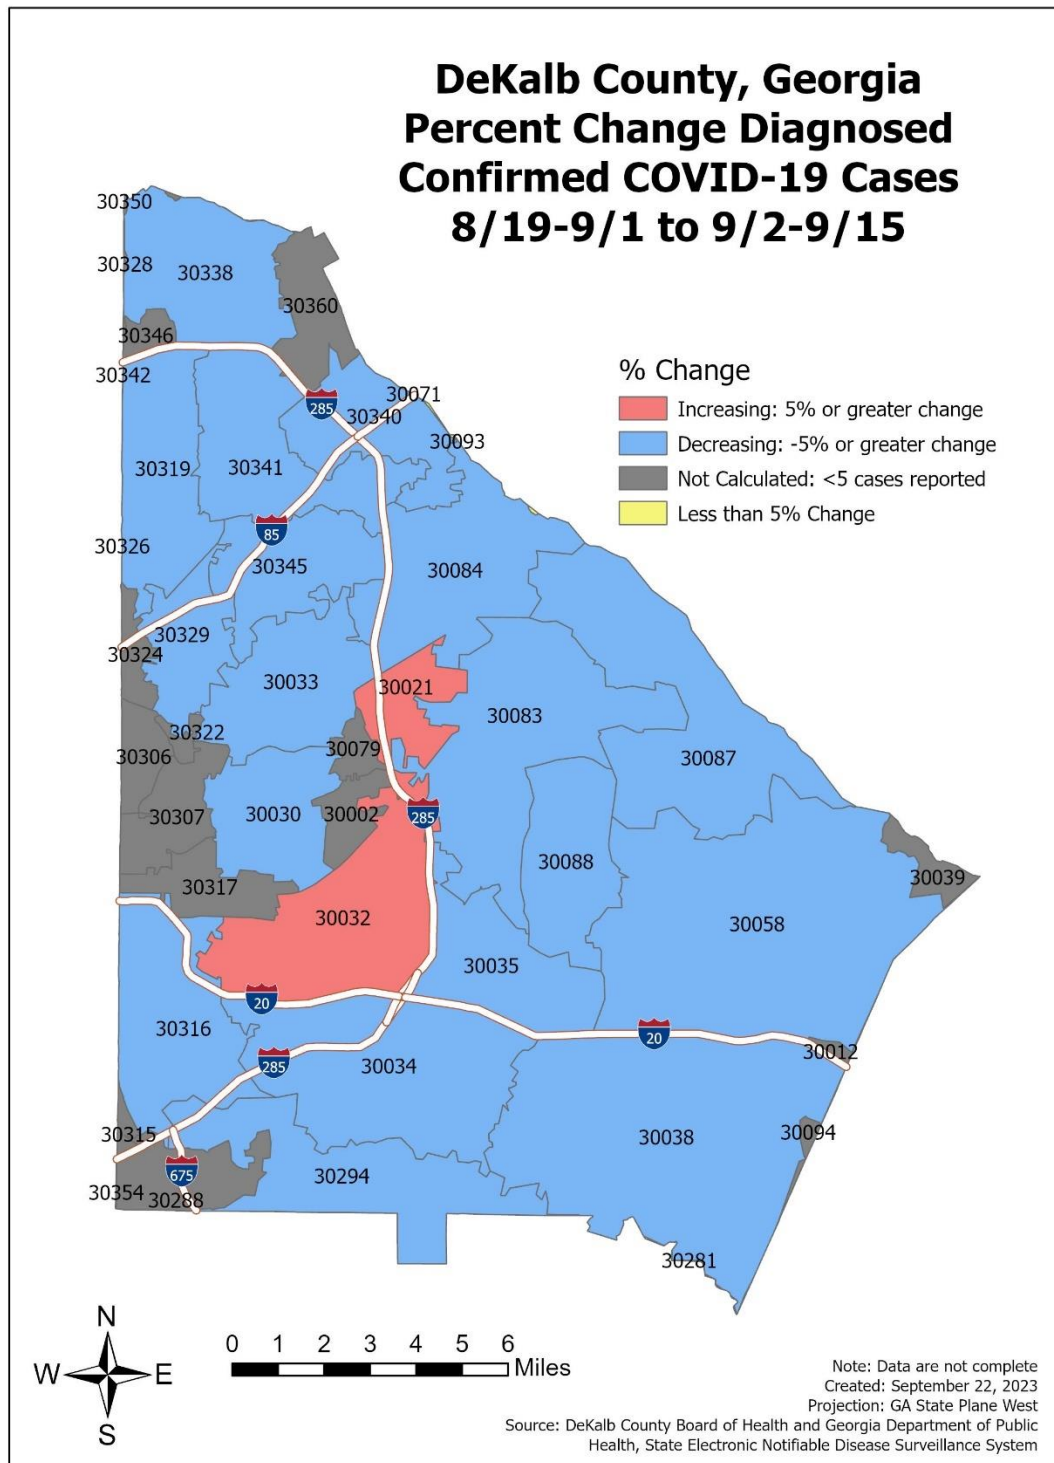 DeKalb County, Georgia
Percent Change Diagnosed
Confirmed COVID-19 Cases
8/19-9/1 to 9/2-9/15
30350
30328
30338
30360
30346
30342
% Change
Increasing: 5% or greater change
Decreasing: -5% or greater change
Not Calculated: <5 cases reported
Less than 5% Change
285
30071
30340
30093
30319
30341
85
30326
30345
30084
30329
30324
30033
30021
30083
30322
30079
30306
30087
30307
30030
30002
285
30088
30317
30039
30032
30058
30035
20
30316
20
30012
285
30034
30315
30038
30094
675
30354
30288
30294
30281
N
W
E
S
0 1 2 3 4 5 6
Miles
Note: Data are not complete
Created: September 22, 2023
Projection: GA State Plane West
Source: DeKalb County Board of Health and Georgia Department of Public
Health, State Electronic Notifiable Disease Surveillance System